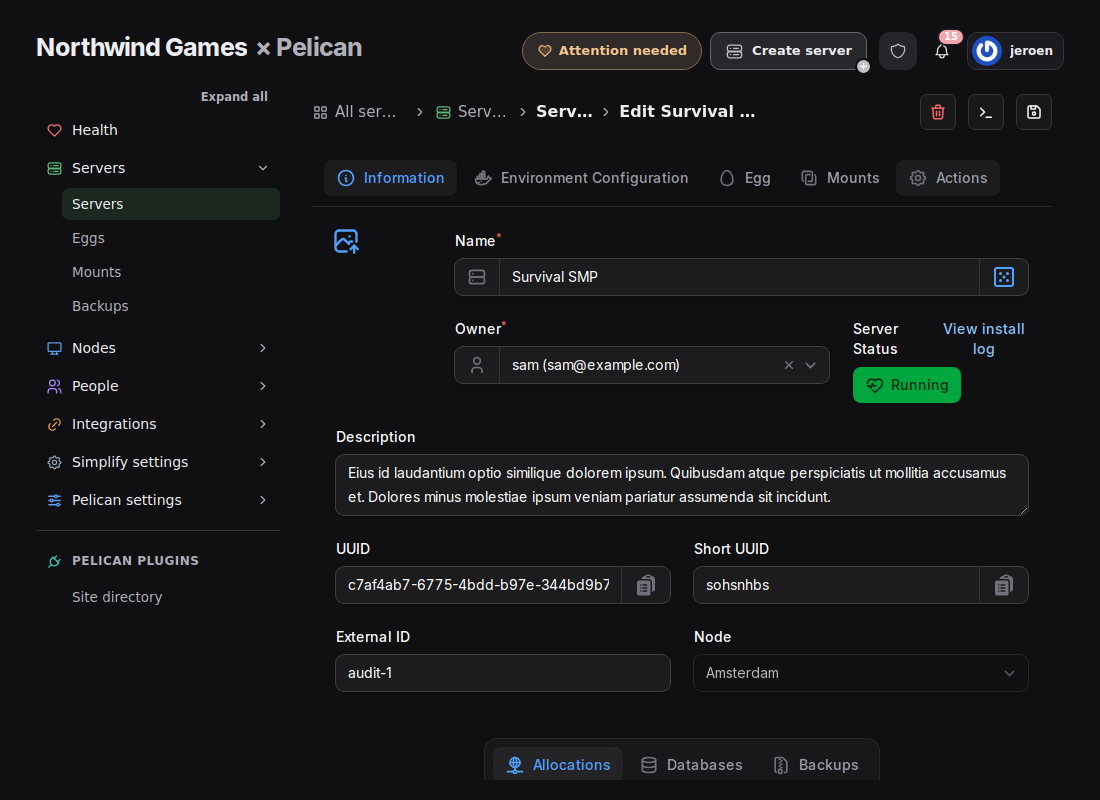 Northwind Games × Pelican
Attention needed
Create server
15
jeroen
Expand all
All ser...
Serv...
Serv...
Edit Survival ...
Health
Servers
Servers
Eggs
Mounts
Backups
Nodes
People
Integrations
Simplify settings
Pelican settings
PELICAN PLUGINS
Site directory
Information
Environment Configuration
Egg
Mounts
Actions
Name*
Survival SMP
Owner*
sam (sam@example.com)
Server Status
View install log
Running
Description
Eius id laudantium optio similique dolorem ipsum. Quibusdam atque perspiciatis ut mollitia accusamus
et. Dolores minus molestiae ipsum veniam pariatur assumenda sit incidunt.
UUID
c7af4ab7-6775-4bdd-b97e-344bd9b7
Short UUID
sohsnhbs
External ID
audit-1
Node
Amsterdam
Allocations
Databases
Backups